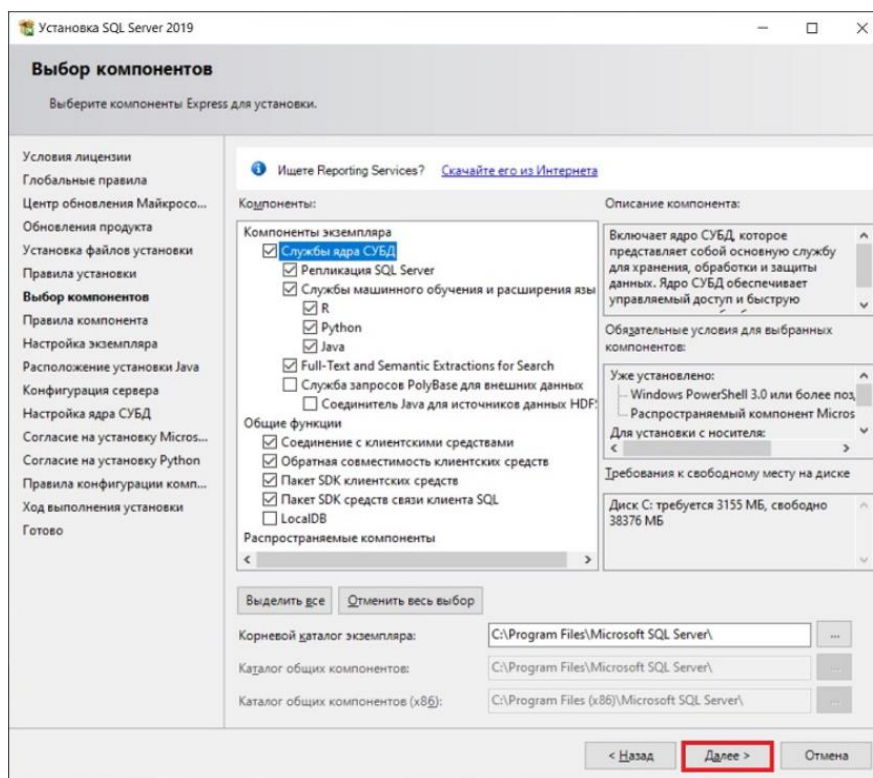 Установка SQL Server 2019
Выбор компонентов
Выберите компоненты Express для установки.
Условия лицензии
Глобальные правила
Центр обновления Майкросо...
Обновления продукта
Установка файлов установки
Правила установки
Выбор компонентов
Правила компонента
Настройка экземпляра
Расположение установки Java
Конфигурация сервера
Настройка ядра СУБД
Согласие на установку Micros...
Согласие на установку Python
Правила конфигурации комп...
Ход выполнения установки
Готово
Ищете Reporting Services? Скачайте его из Интернета
Компоненты:
Компоненты экземпляра
Службы ядра СУБД
Репликация SQL Server
Службы машинного обучения и расширения язы
R
Python
Java
Full-Text and Semantic Extractions for Search
Служба запросов PolyBase для внешних данных
Соединитель Java для источников данных HDFS
Общие функции
Соединение с клиентскими средствами
Обратная совместимость клиентских средств
Пакет SDK клиентских средств
Пакет SDK средств связи клиента SQL
LocalDB
Распространяемые компоненты
Описание компонента:
Включает ядро СУБД, которое
представляет собой основную службу
для хранения, обработки и защиты
данных. Ядро СУБД обеспечивает
управляемый доступ и быструю
Обязательные условия для выбранных
компонентов:
Уже установлено:
Windows PowerShell 3.0 или более поз
Распространяемый компонент Micros
Для установки с носителя:
Требования к свободному месту на диске
Диск C: требуется 3155 МБ, свободно
38376 МБ
Выделить все Отменить весь выбор
Корневой каталог экземпляра: C:\Program Files\Microsoft SQL Server\ ...
Каталог общих компонентов: C:\Program Files\Microsoft SQL Server\ ...
Каталог общих компонентов (x86): C:\Program Files (x86)\Microsoft SQL Server\ ...
< Назад Далее > Отмена